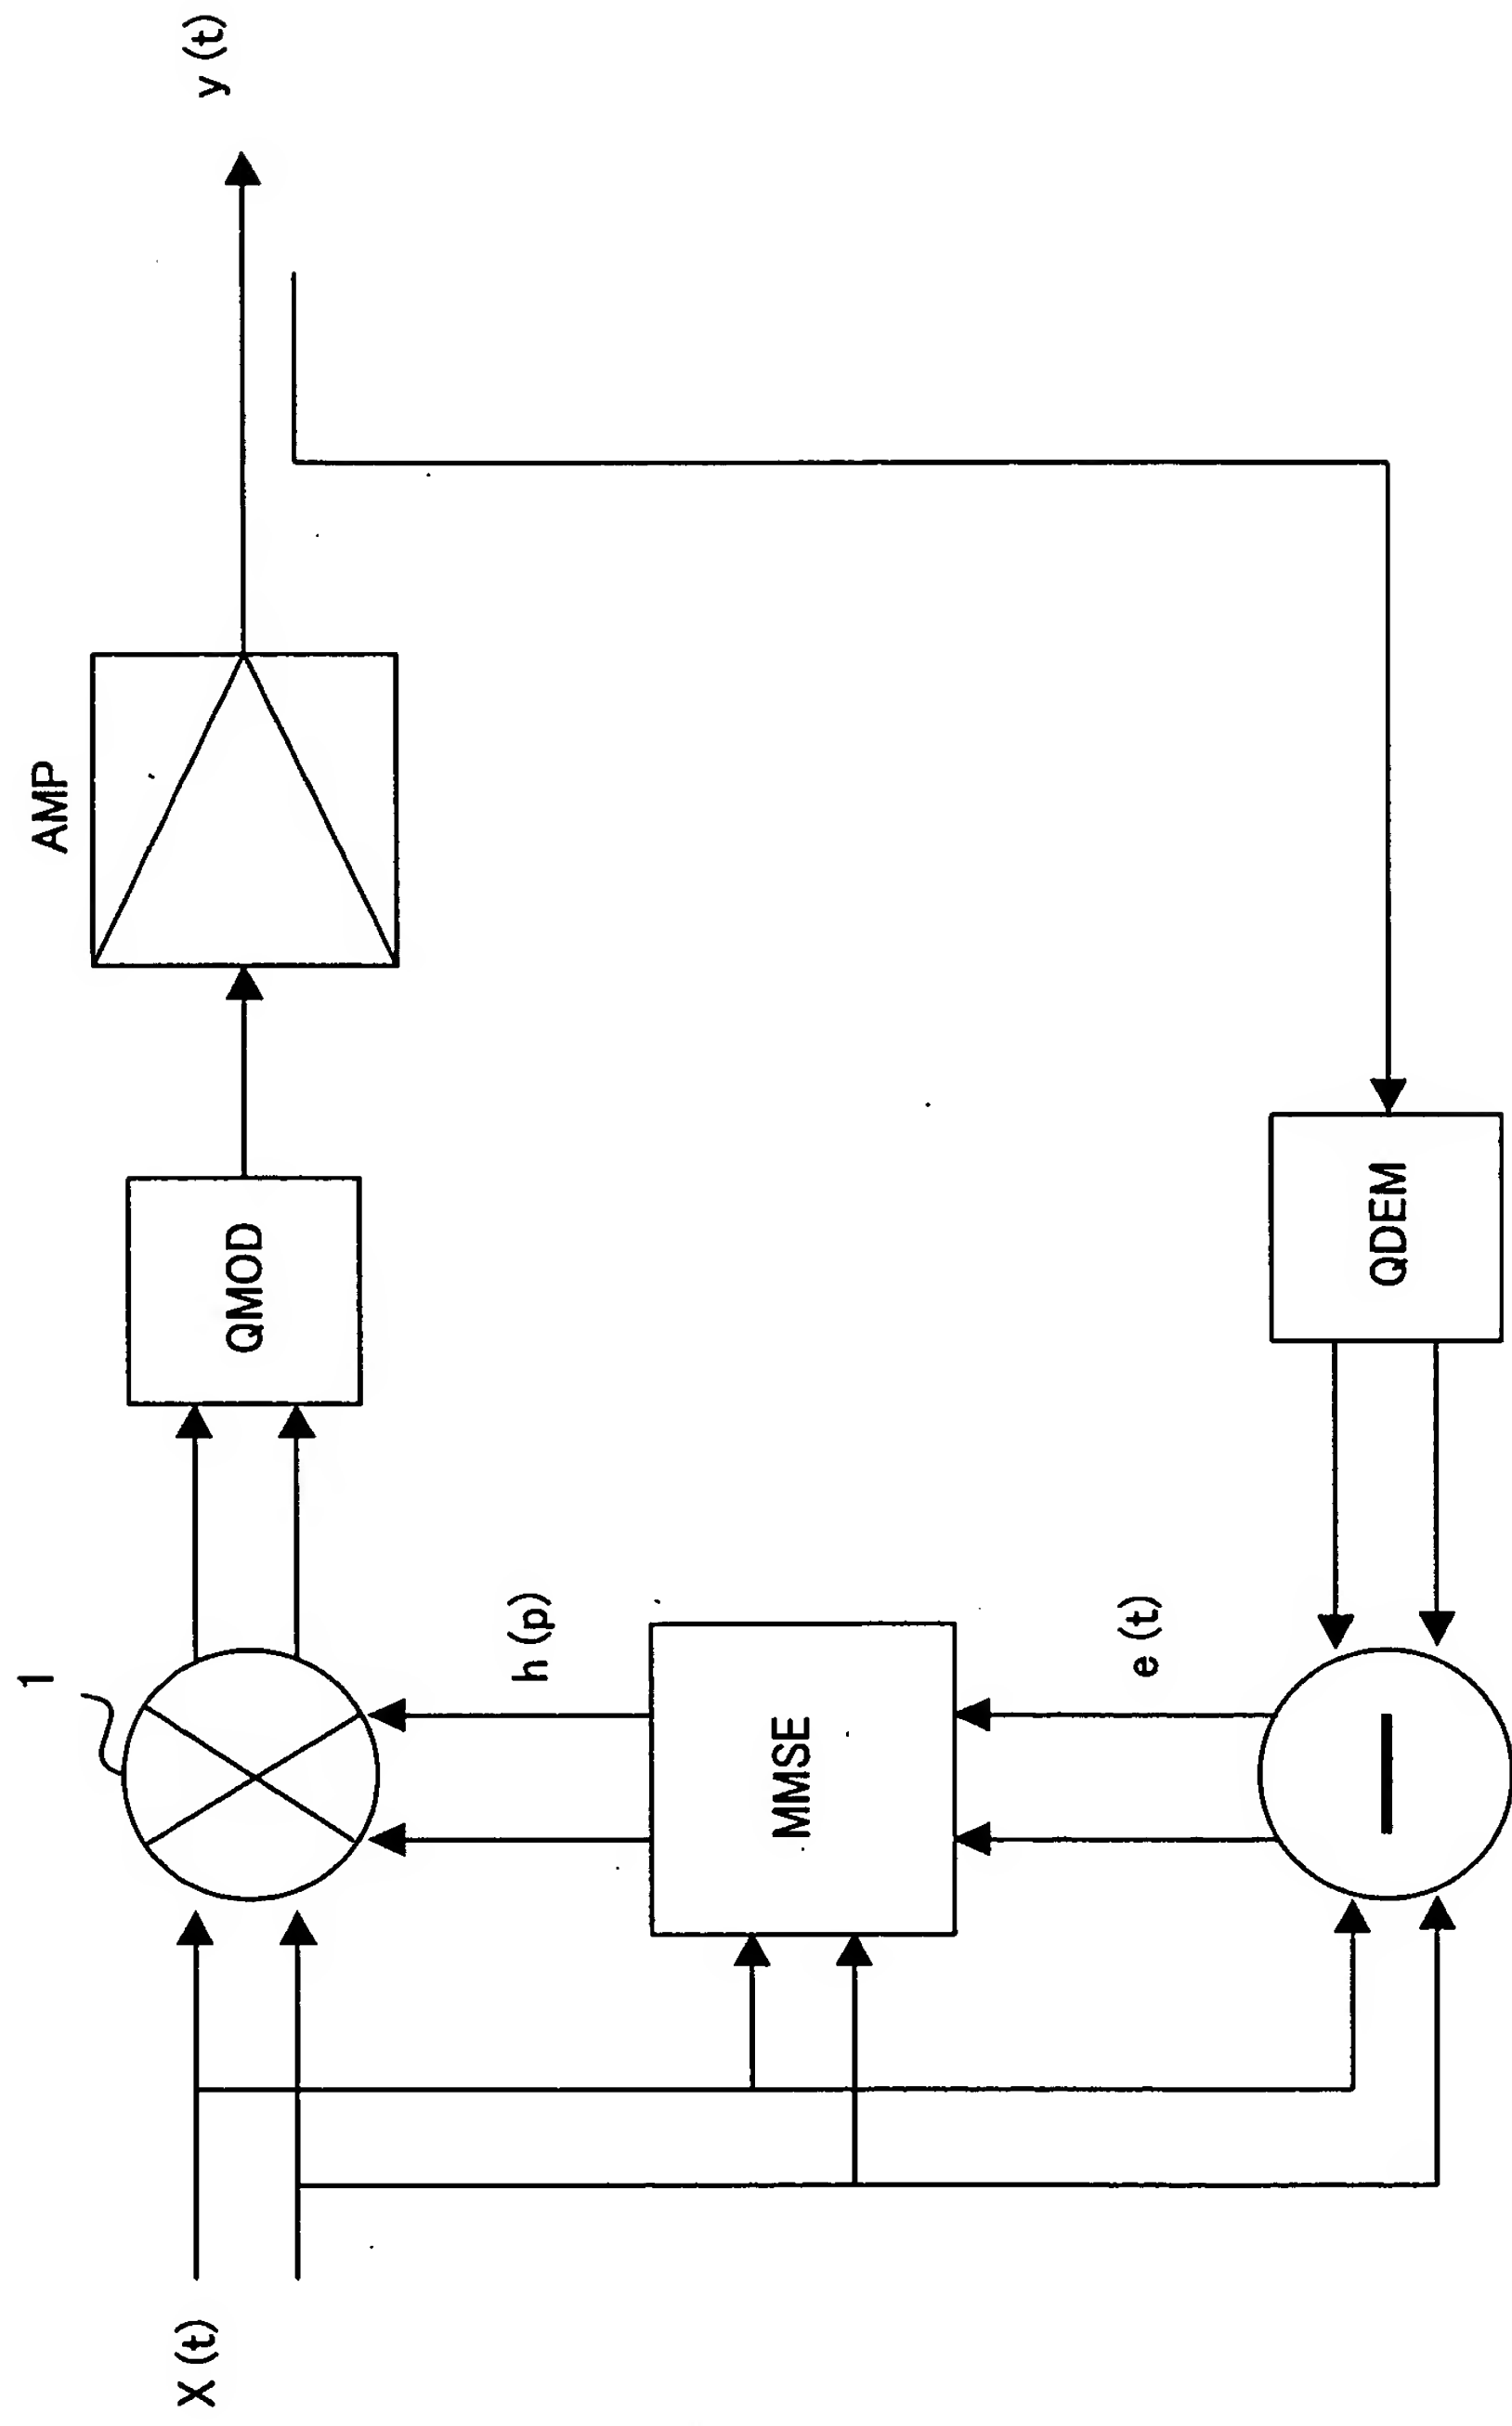 1
AMP
X (t)
QMOD
y (t)
h (p)
MMSE
e (t)
QDEM